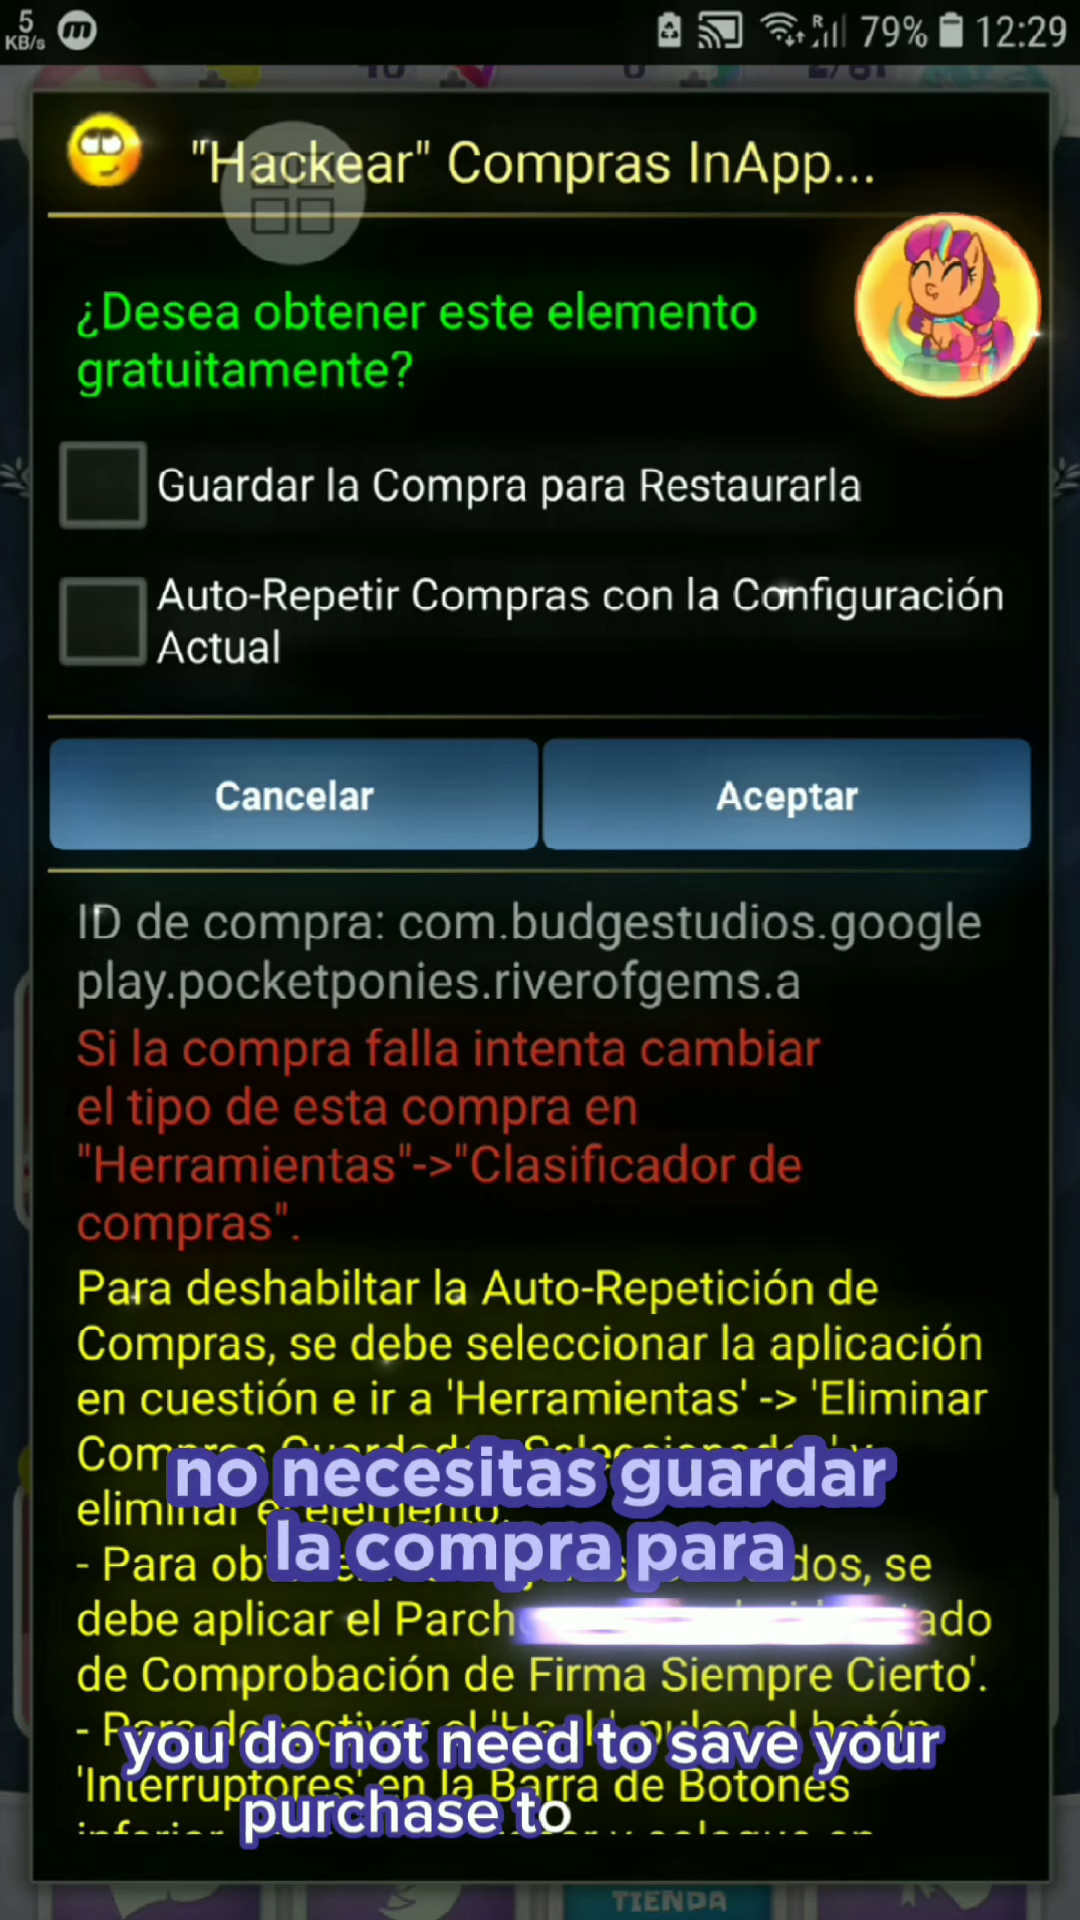 5
KB/s
79%
12:29
"Hackear" Compras InApp...
¿Desea obtener este elemento
gratuitamente?
Guardar la Compra para Restaurarla
Auto-Repetir Compras con la Configuración
Actual
Cancelar
Aceptar
ID de compra: com.budgestudios.google
play.pocketponies.riverofgems.a
Si la compra falla intenta cambiar
el tipo de esta compra en
"Herramientas"->"Clasificador de
compras".
Para deshabiltar la Auto-Repetición de
Compras, se debe seleccionar la aplicación
en cuestión e ir a 'Herramientas' -> 'Eliminar
no necesitas guardar
eliminar el elemento.
la compra para
- Para
se
debe aplicar el
de Comprobación de Firma Siempre Cierto'.
you do not need to save your
'Interruptores' en la Barra de Botones
purchase to
TIENDA